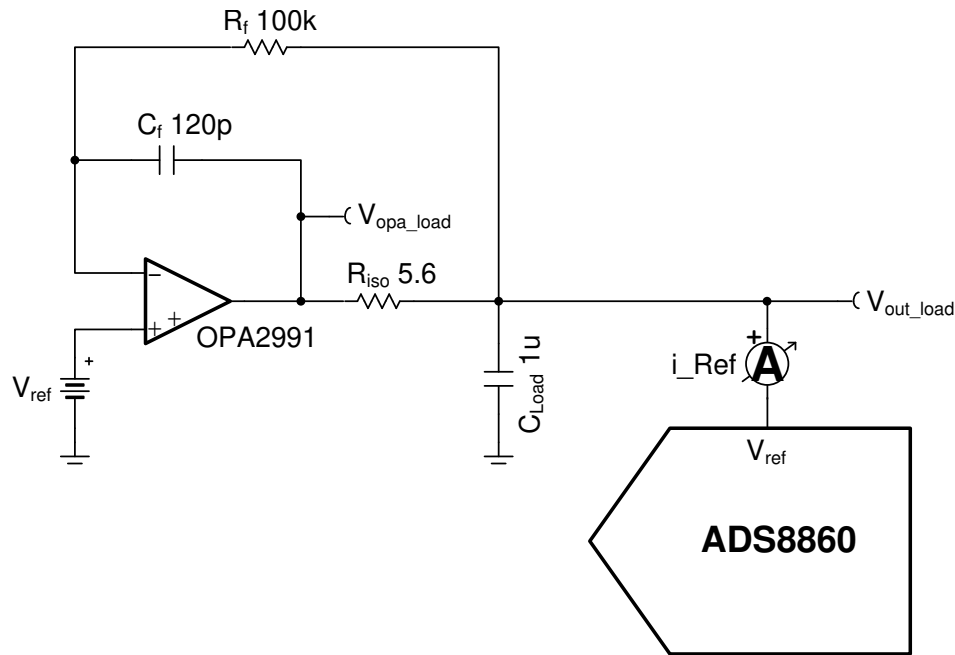 Rf 100k
Cf 120p
Vopa_load
Riso 5.6
OPA2991
Vout_load
Vref
CLoad 1u
i_Ref
A
Vref
ADS8860